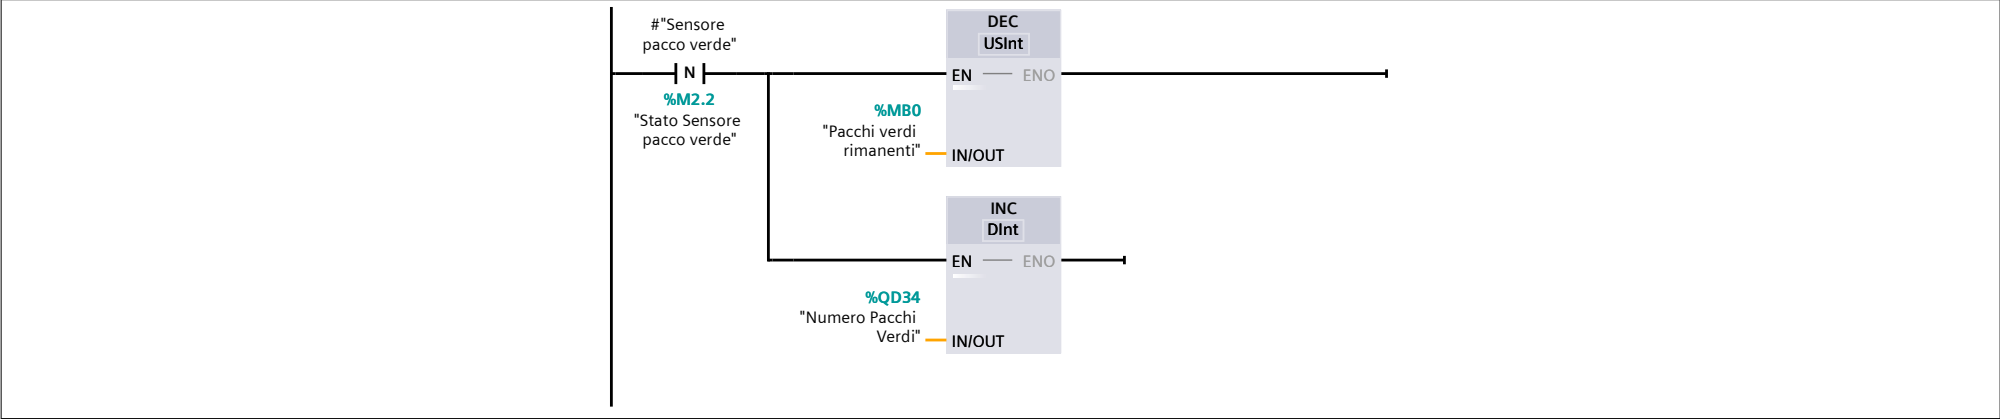 #"Sensore
pacco verde"
N
%M2.2
"Stato Sensore
pacco verde"
DEC
USInt
EN
ENO
%MB0
"Pacchi verdi
rimanenti"
IN/OUT
INC
DInt
EN
ENO
%QD34
"Numero Pacchi
Verdi"
IN/OUT